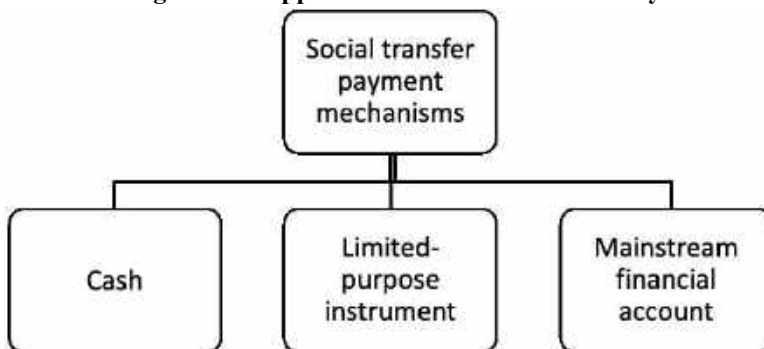 Social transfer
payment
mechanisms
Cash
Limited-
purpose
instrument
Mainstream
financial
account